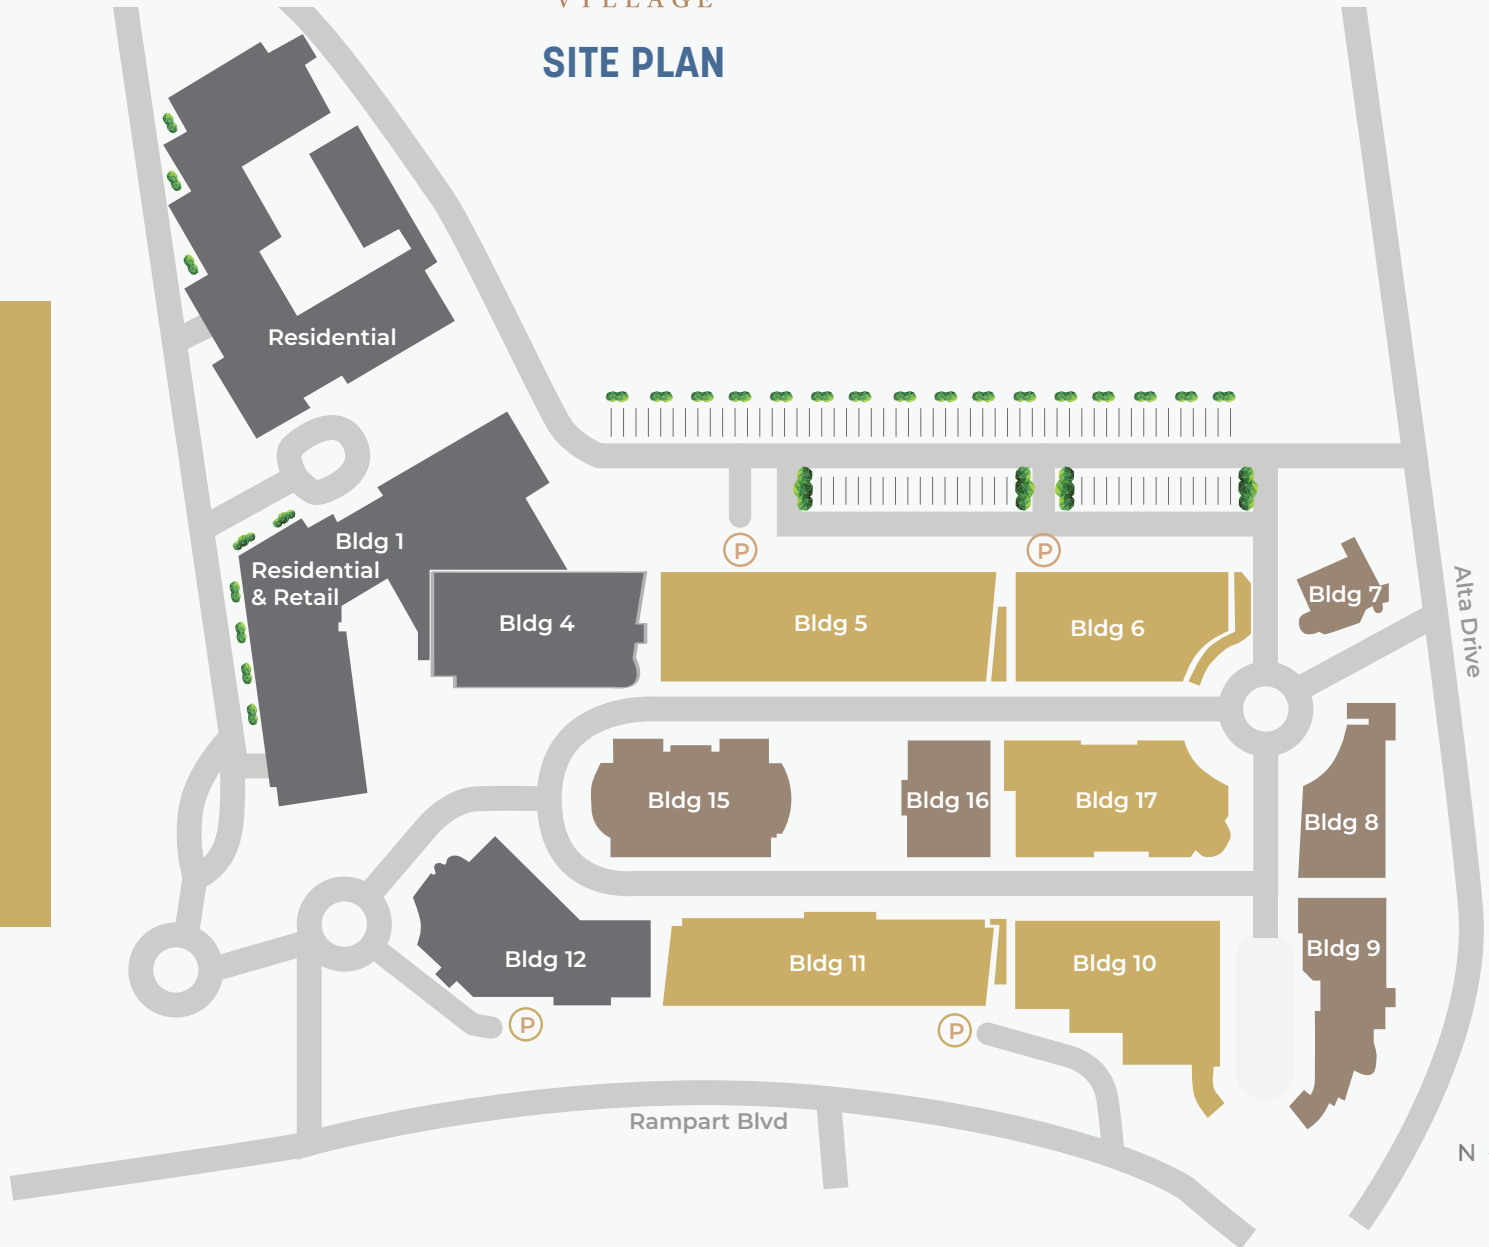 VILLAGE
SITE PLAN
Residential
Bldg 1
Residential
& Retail
Bldg 4
Bldg 5
Bldg 6
Bldg 7
P
P
Alta Drive
Bldg 15
Bldg 16
Bldg 17
Bldg 8
Bldg 12
Bldg 11
Bldg 10
Bldg 9
P
P
Rampart Blvd
N